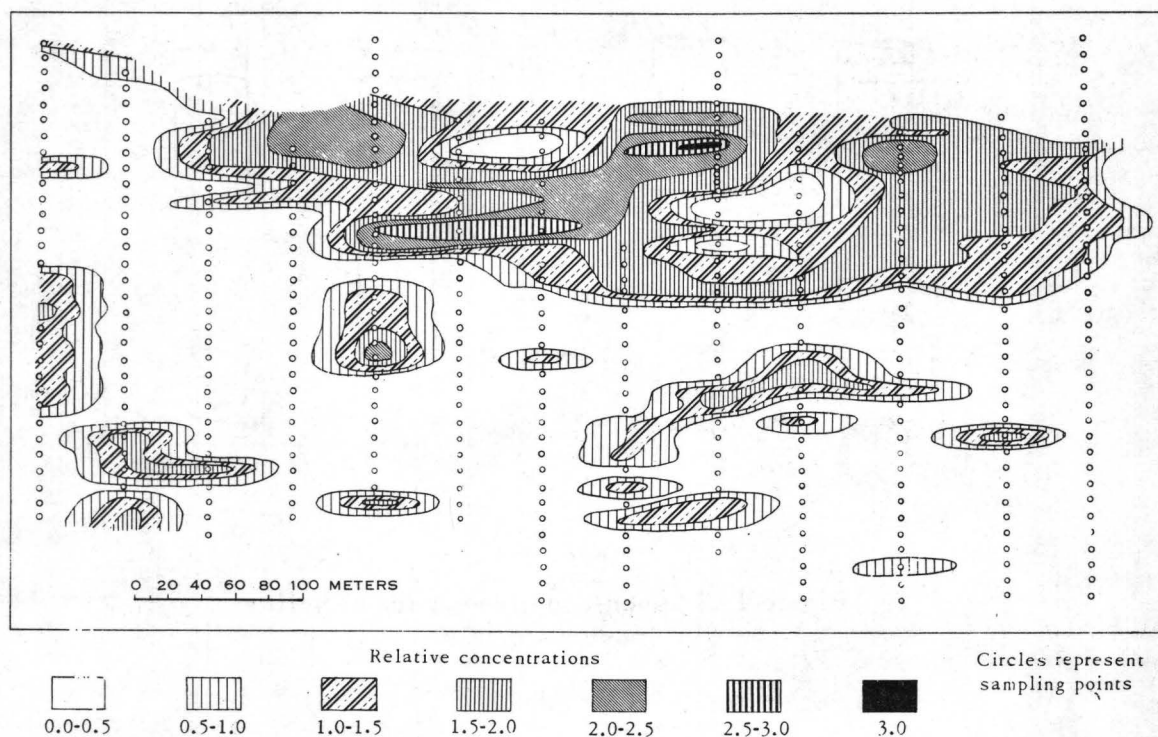 0 20 40 60 80 100 METERS
Relative concentrations
Circles represent
sampling points
0.0-0.5 0.5-1.0 1.0-1.5 1.5-2.0 2.0-2.5 2.5-3.0 3.0